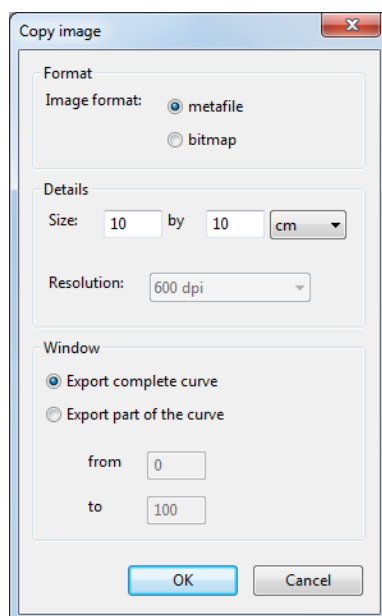 Copy image
Format
Image format: metafile
bitmap
Details
Size: 10 by 10 cm
Resolution: 600 dpi
Window
Export complete curve
Export part of the curve
from 0
to 100
OK Cancel